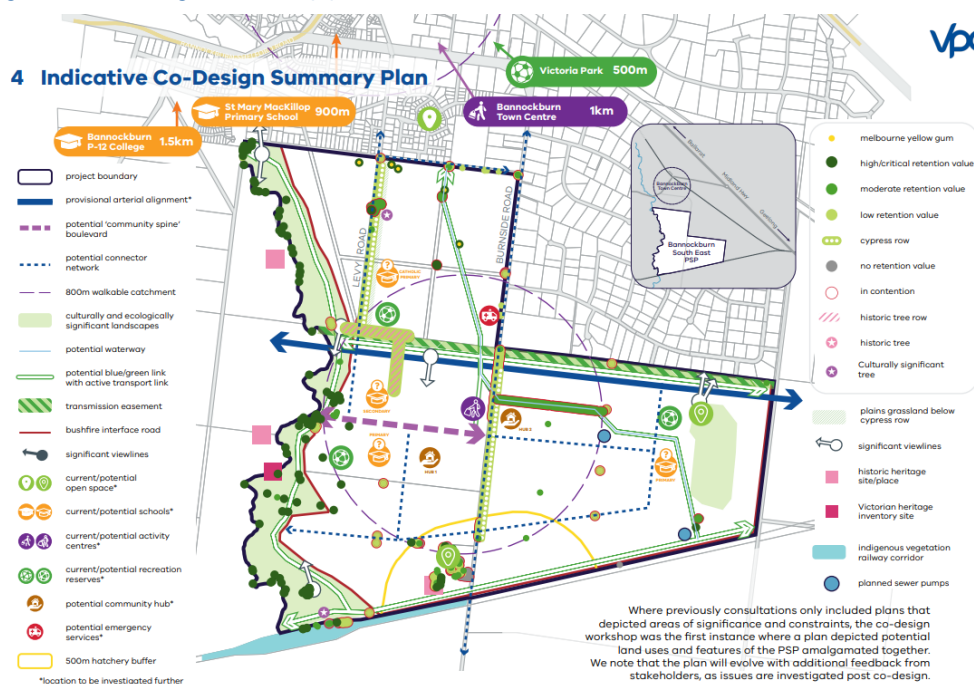 vpa
4 Indicative Co-Design Summary Plan
Victoria Park 500m
St Mary MacKillop
Primary School 900m
Bannockburn
Town Centre 1km
Bannockburn
P-12 College 1.5km
project boundary
provisional arterial alignment*
potential 'community spine'
boulevard
potential connector
network
800m walkable catchment
culturally and ecologically
significant landscapes
potential waterway
potential blue/green link
with active transport link
transmission easement
bushfire interface road
significant viewlines
current/potential
open space*
current/potential schools*
current/potential activity
centres*
current/potential recreation
reserves*
potential community hub*
potential emergency
services*
500m hatchery buffer
*location to be investigated further
LEVY ROAD
BURNSIDE ROAD
CATHOLIC
PRIMARY
SECONDARY
PRIMARY
HUB 1
HUB 2
PRIMARY
Ballarat
Midland Hwy
Geelong
Bannockburn
Town Centre
Bannockburn
South East
PSP
melbourne yellow gum
high/critical retention value
moderate retention value
low retention value
cypress row
no retention value
in contention
historic tree row
historic tree
Culturally significant
tree
plains grassland below
cypress row
significant viewlines
historic heritage
site/place
Victorian heritage
inventory site
indigenous vegetation
railway corridor
planned sewer pumps
Where previously consultations only included plans that
depicted areas of significance and constraints, the co-design
workshop was the first instance where a plan depicted potential
land uses and features of the PSP amalgamated together.
We note that the plan will evolve with additional feedback from
stakeholders, as issues are investigated post co-design.